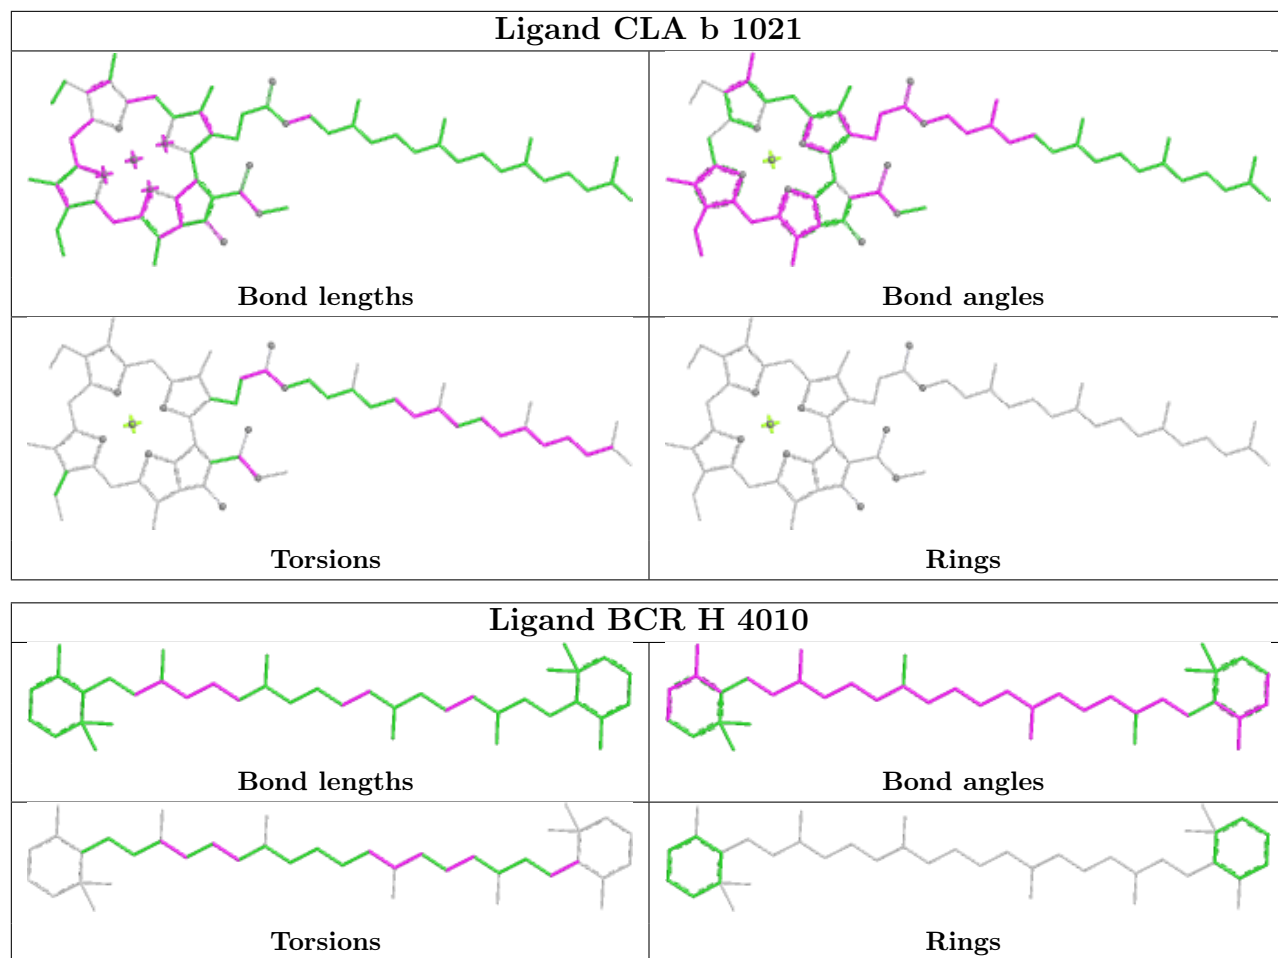 Ligand CLA b 1021
Bond lengths
Bond angles
Torsions
Rings
Ligand BCR H 4010
Bond lengths
Bond angles
Torsions
Rings